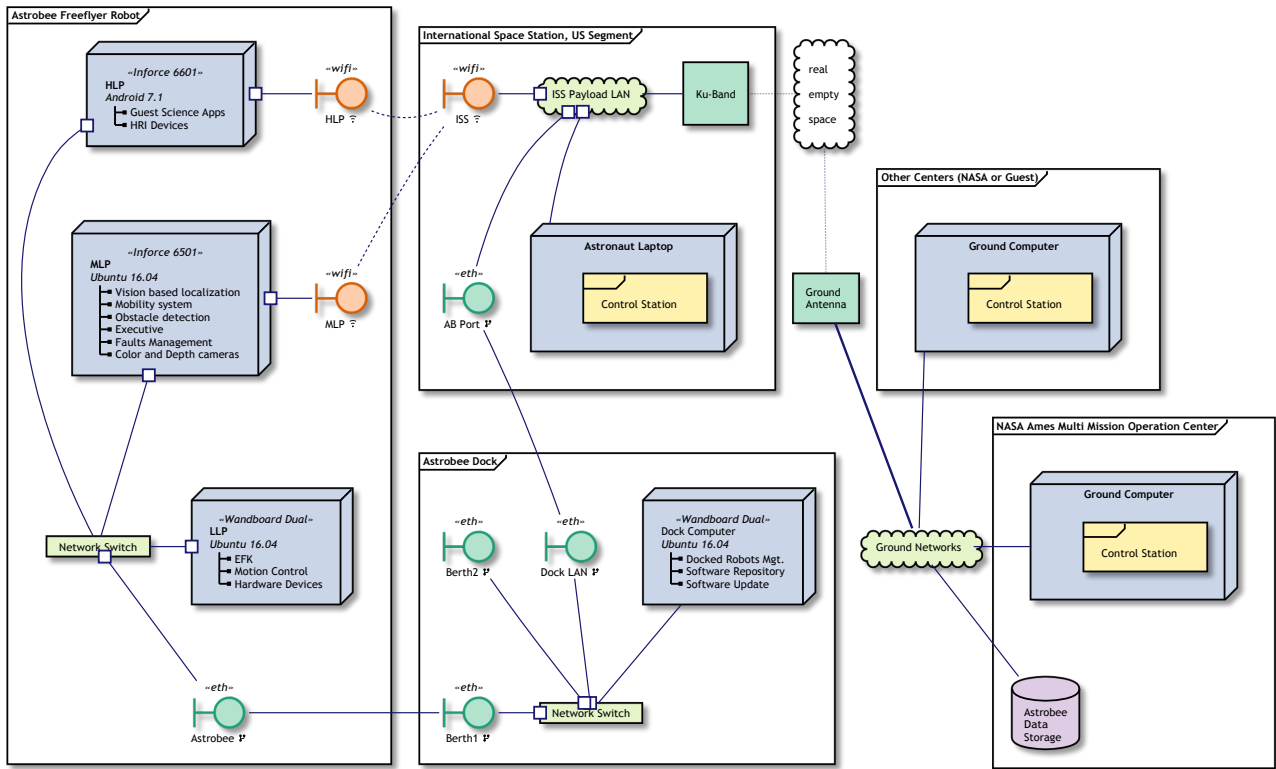 Astrobee Freeflyer Robot
«Inforce 6601»
HLP
Android 7.1
Guest Science Apps
HRI Devices
«wifi»
HLP
«Inforce 6501»
MLP
Ubuntu 16.04
Vision based localization
Mobility system
Obstacle detection
Executive
Faults Management
Color and Depth cameras
«wifi»
MLP
Network Switch
«Wandboard Dual»
LLP
Ubuntu 16.04
EFK
Motion Control
Hardware Devices
«eth»
Astrobee
International Space Station, US Segment
«wifi»
ISS
ISS Payload LAN
Ku-Band
Astronaut Laptop
Control Station
«eth»
AB Port
real
empty
space
Ground
Antenna
Other Centers (NASA or Guest)
Ground Computer
Control Station
Astrobee Dock
«eth»
Berth2
«eth»
Dock LAN
«Wandboard Dual»
Dock Computer
Ubuntu 16.04
Docked Robots Mgt.
Software Repository
Software Update
«eth»
Berth1
Network Switch
Ground Networks
NASA Ames Multi Mission Operation Center
Ground Computer
Control Station
Astrobee
Data
Storage